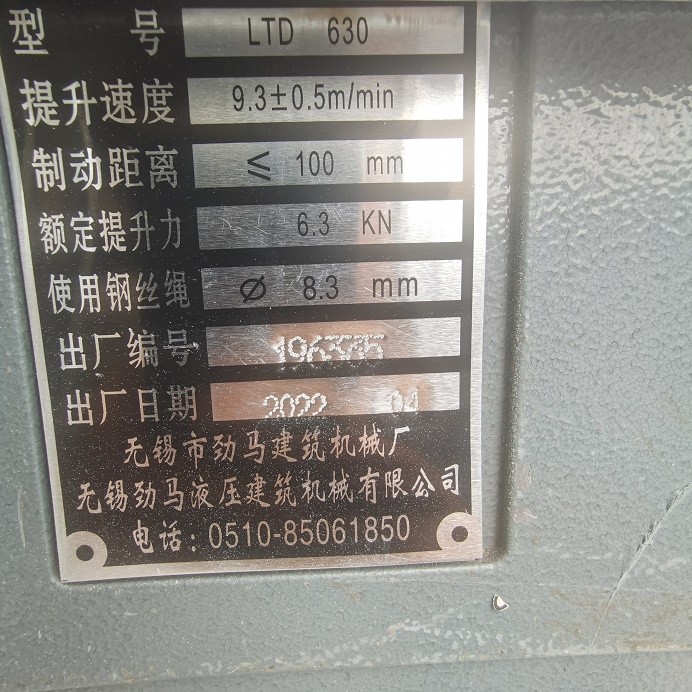 型 号 LTD 630
提升速度 9.3±0.5m/min
制动距离 ≤ 100 mm
额定提升力 6.3 KN
使用钢丝绳 Ø 8.3 mm
出厂编号
出厂日期 2022 04
无锡市劲马建筑机械厂
无锡劲马液压建筑机械有限公司
电话:0510-85061850